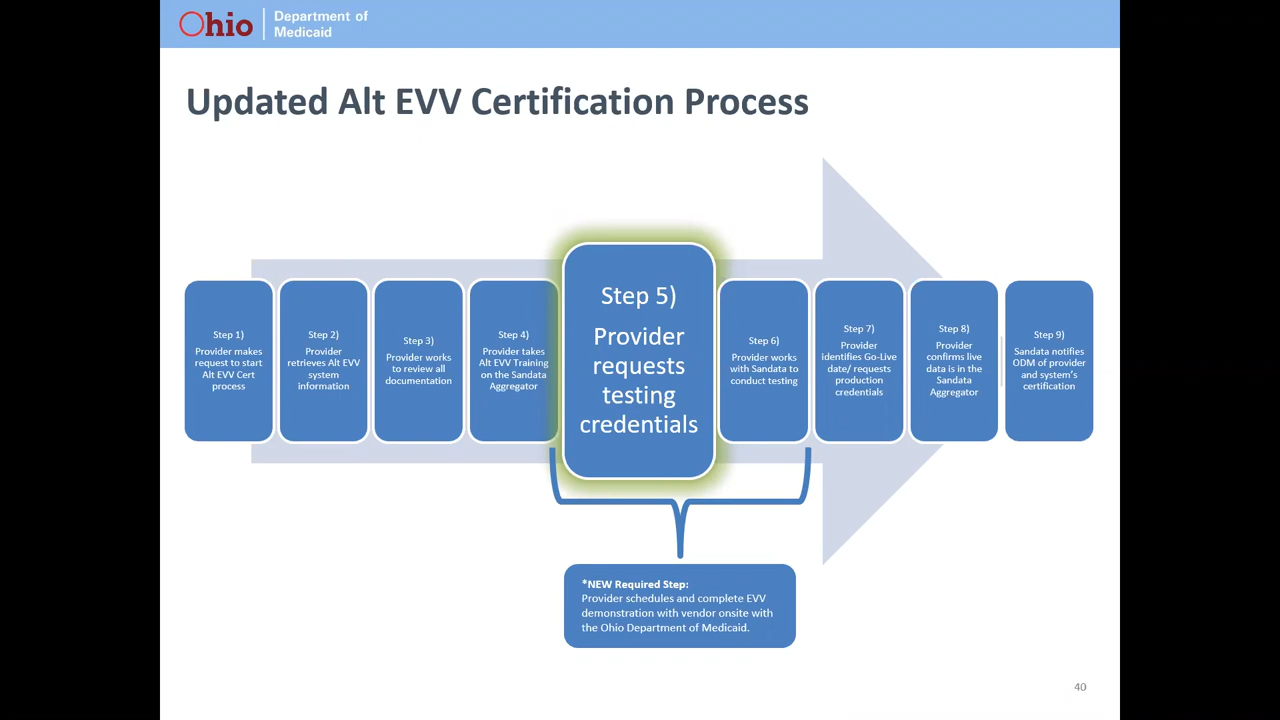 Ohio
Department of
Medicaid
Updated Alt EVV Certification Process
Step 1)
Provider makes
request to start
Alt EVV Cert
process
Step 2)
Provider
retrieves Alt EVV
system
information
Step 3)
Provider works
to review all
documentation
Step 4)
Provider takes
Alt EVV Training
on the Sandata
Aggregator
Step 5)
Provider
requests
testing
credentials
Step 6)
Provider works
with Sandata to
conduct testing
Step 7)
Provider
identifies Go-Live
date/ requests
production
credentials
Step 8)
Provider
confirms live
data is in the
Sandata
Aggregator
Step 9)
Sandata notifies
ODM of provider
and system's
certification
*NEW Required Step:
Provider schedules and complete EVV
demonstration with vendor onsite with
the Ohio Department of Medicaid.
40